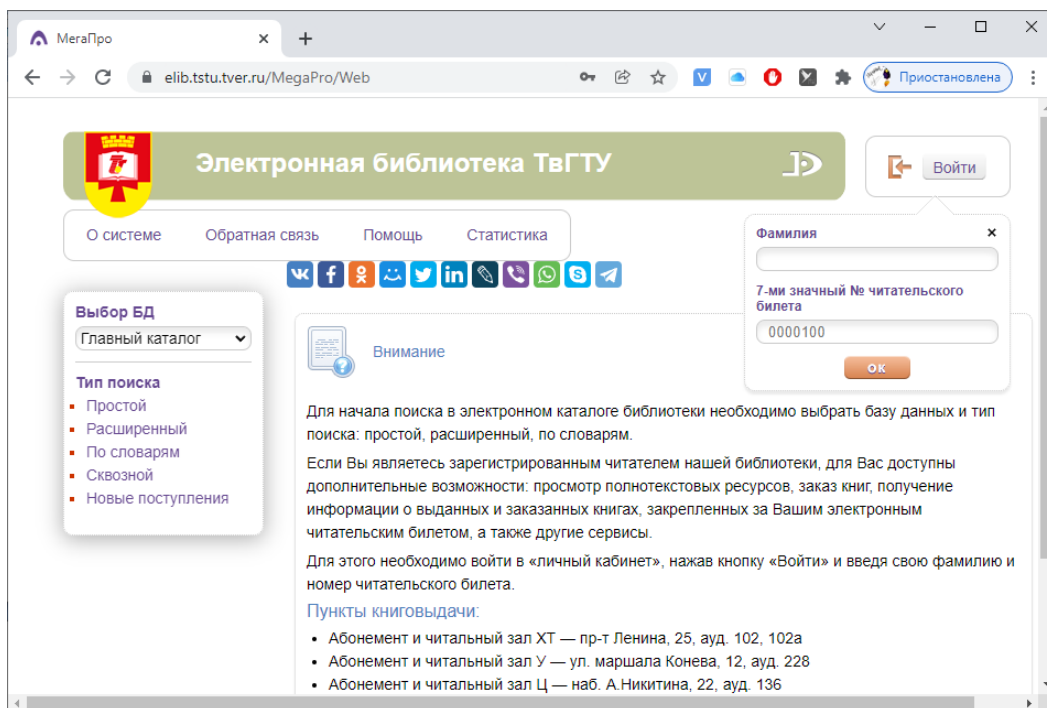 МегаПро
elib.tstu.tver.ru/MegaPro/Web
Приостановлена
Электронная библиотека ТвГТУ
Войти
О системе Обратная связь Помощь Статистика
Фамилия
7-ми значный № читательского
билета
0000100
ОК
Выбор БД
Главный каталог
Тип поиска
Простой
Расширенный
По словарям
Сквозной
Новые поступления
Внимание
Для начала поиска в электронном каталоге библиотеки необходимо выбрать базу данных и тип
поиска: простой, расширенный, по словарям.
Если Вы являетесь зарегистрированным читателем нашей библиотеки, для Вас доступны
дополнительные возможности: просмотр полнотекстовых ресурсов, заказ книг, получение
информации о выданных и заказанных книгах, закрепленных за Вашим электронным
читательским билетом, а также другие сервисы.
Для этого необходимо войти в «личный кабинет», нажав кнопку «Войти» и введя свою фамилию и
номер читательского билета.
Пункты книговыдачи:
• Абонемент и читальный зал ХТ — пр-т Ленина, 25, ауд. 102, 102а
• Абонемент и читальный зал У — ул. маршала Конева, 12, ауд. 228
• Абонемент и читальный зал Ц — наб. А.Никитина, 22, ауд. 136